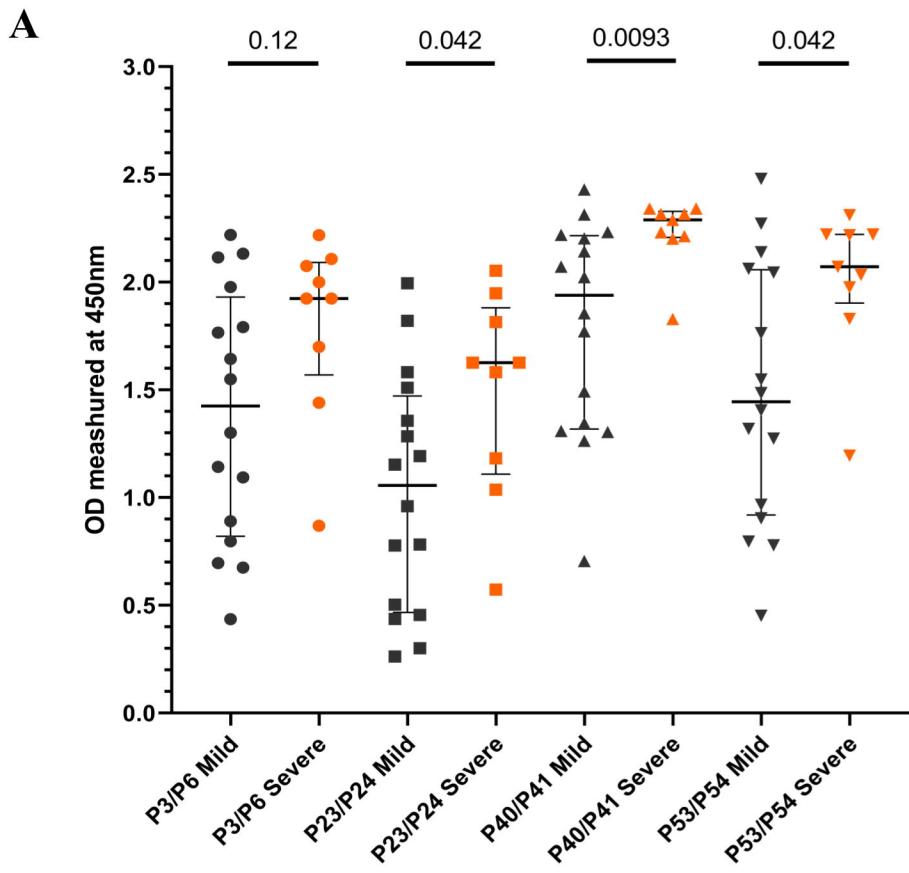 A
0.12 0.042 0.0093 0.042
3.0
2.5
2.0
1.5
1.0
0.5
0.0
OD meashured at 450nm
P3/P6 Mild
P3/P6 Severe
P23/P24 Mild
P23/P24 Severe
P40/P41 Mild
P40/P41 Severe
P53/P54 Mild
P53/P54 Severe